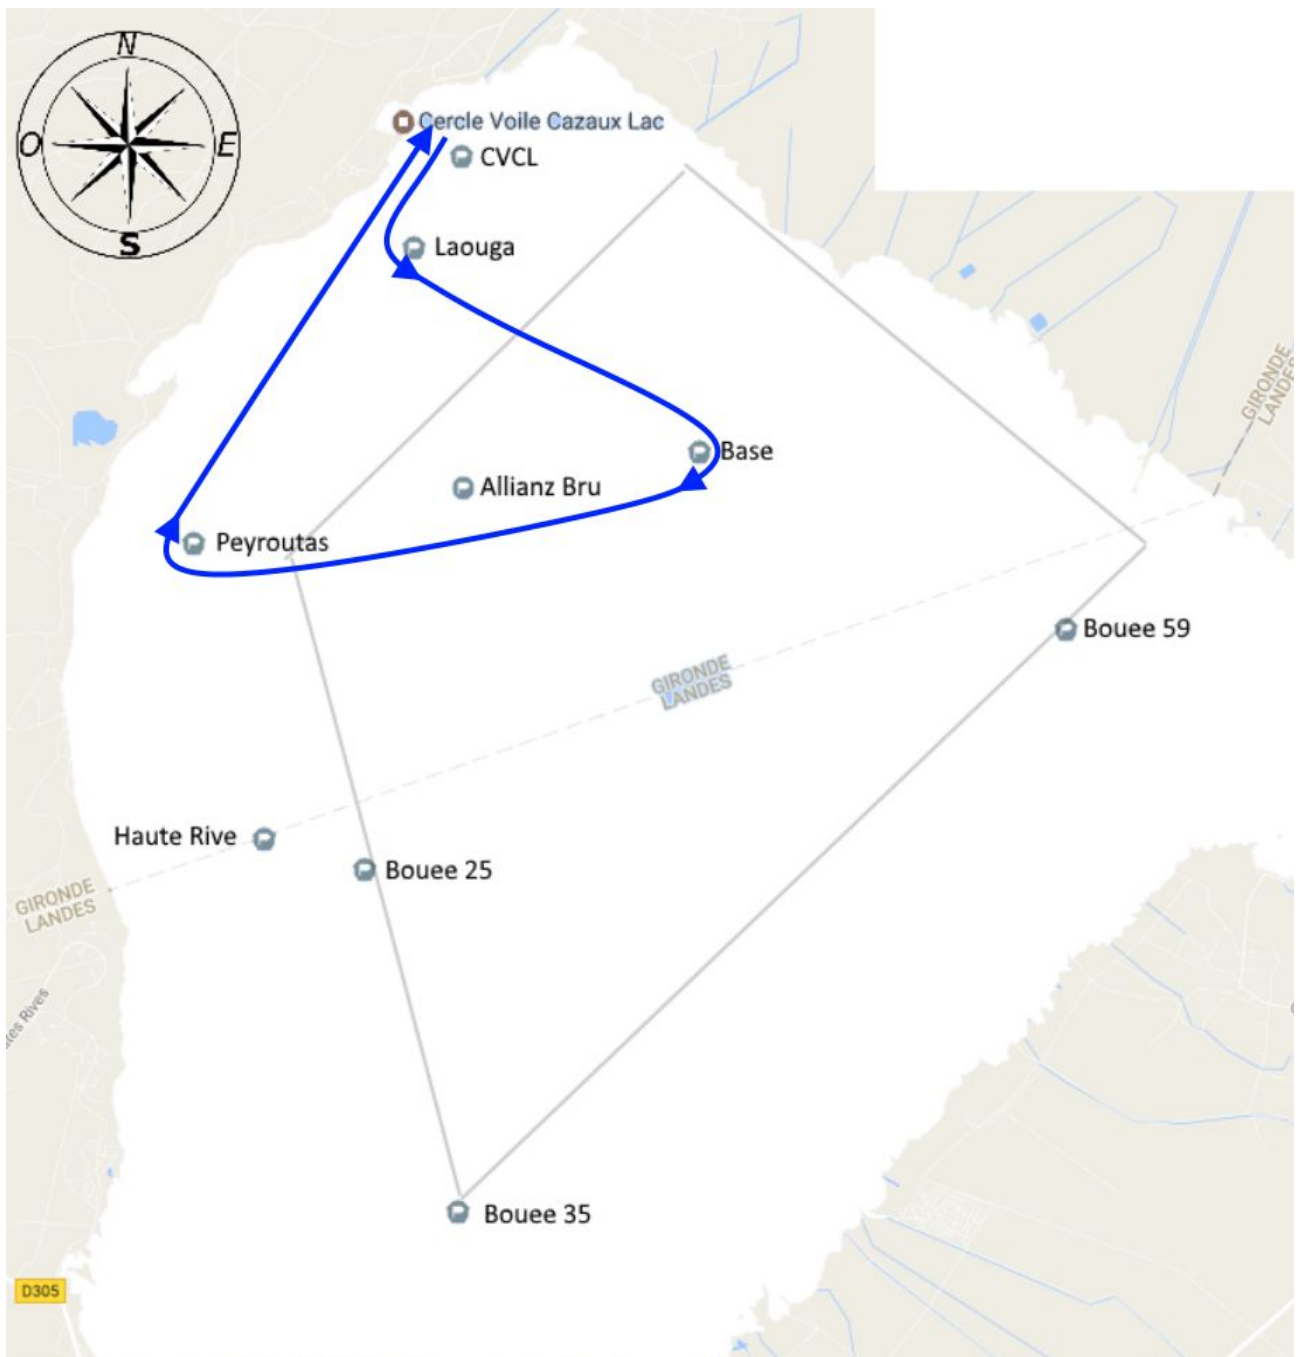 N
O
E
S
Cercle Voile Cazaux Lac
CVCL
Laouga
GIRONDE
LANDES
Base
Allianz Bru
Peyroutas
Bouee 59
GIRONDE
LANDES
Haute Rive
Bouee 25
GIRONDE
LANDES
Bouee 35
D305